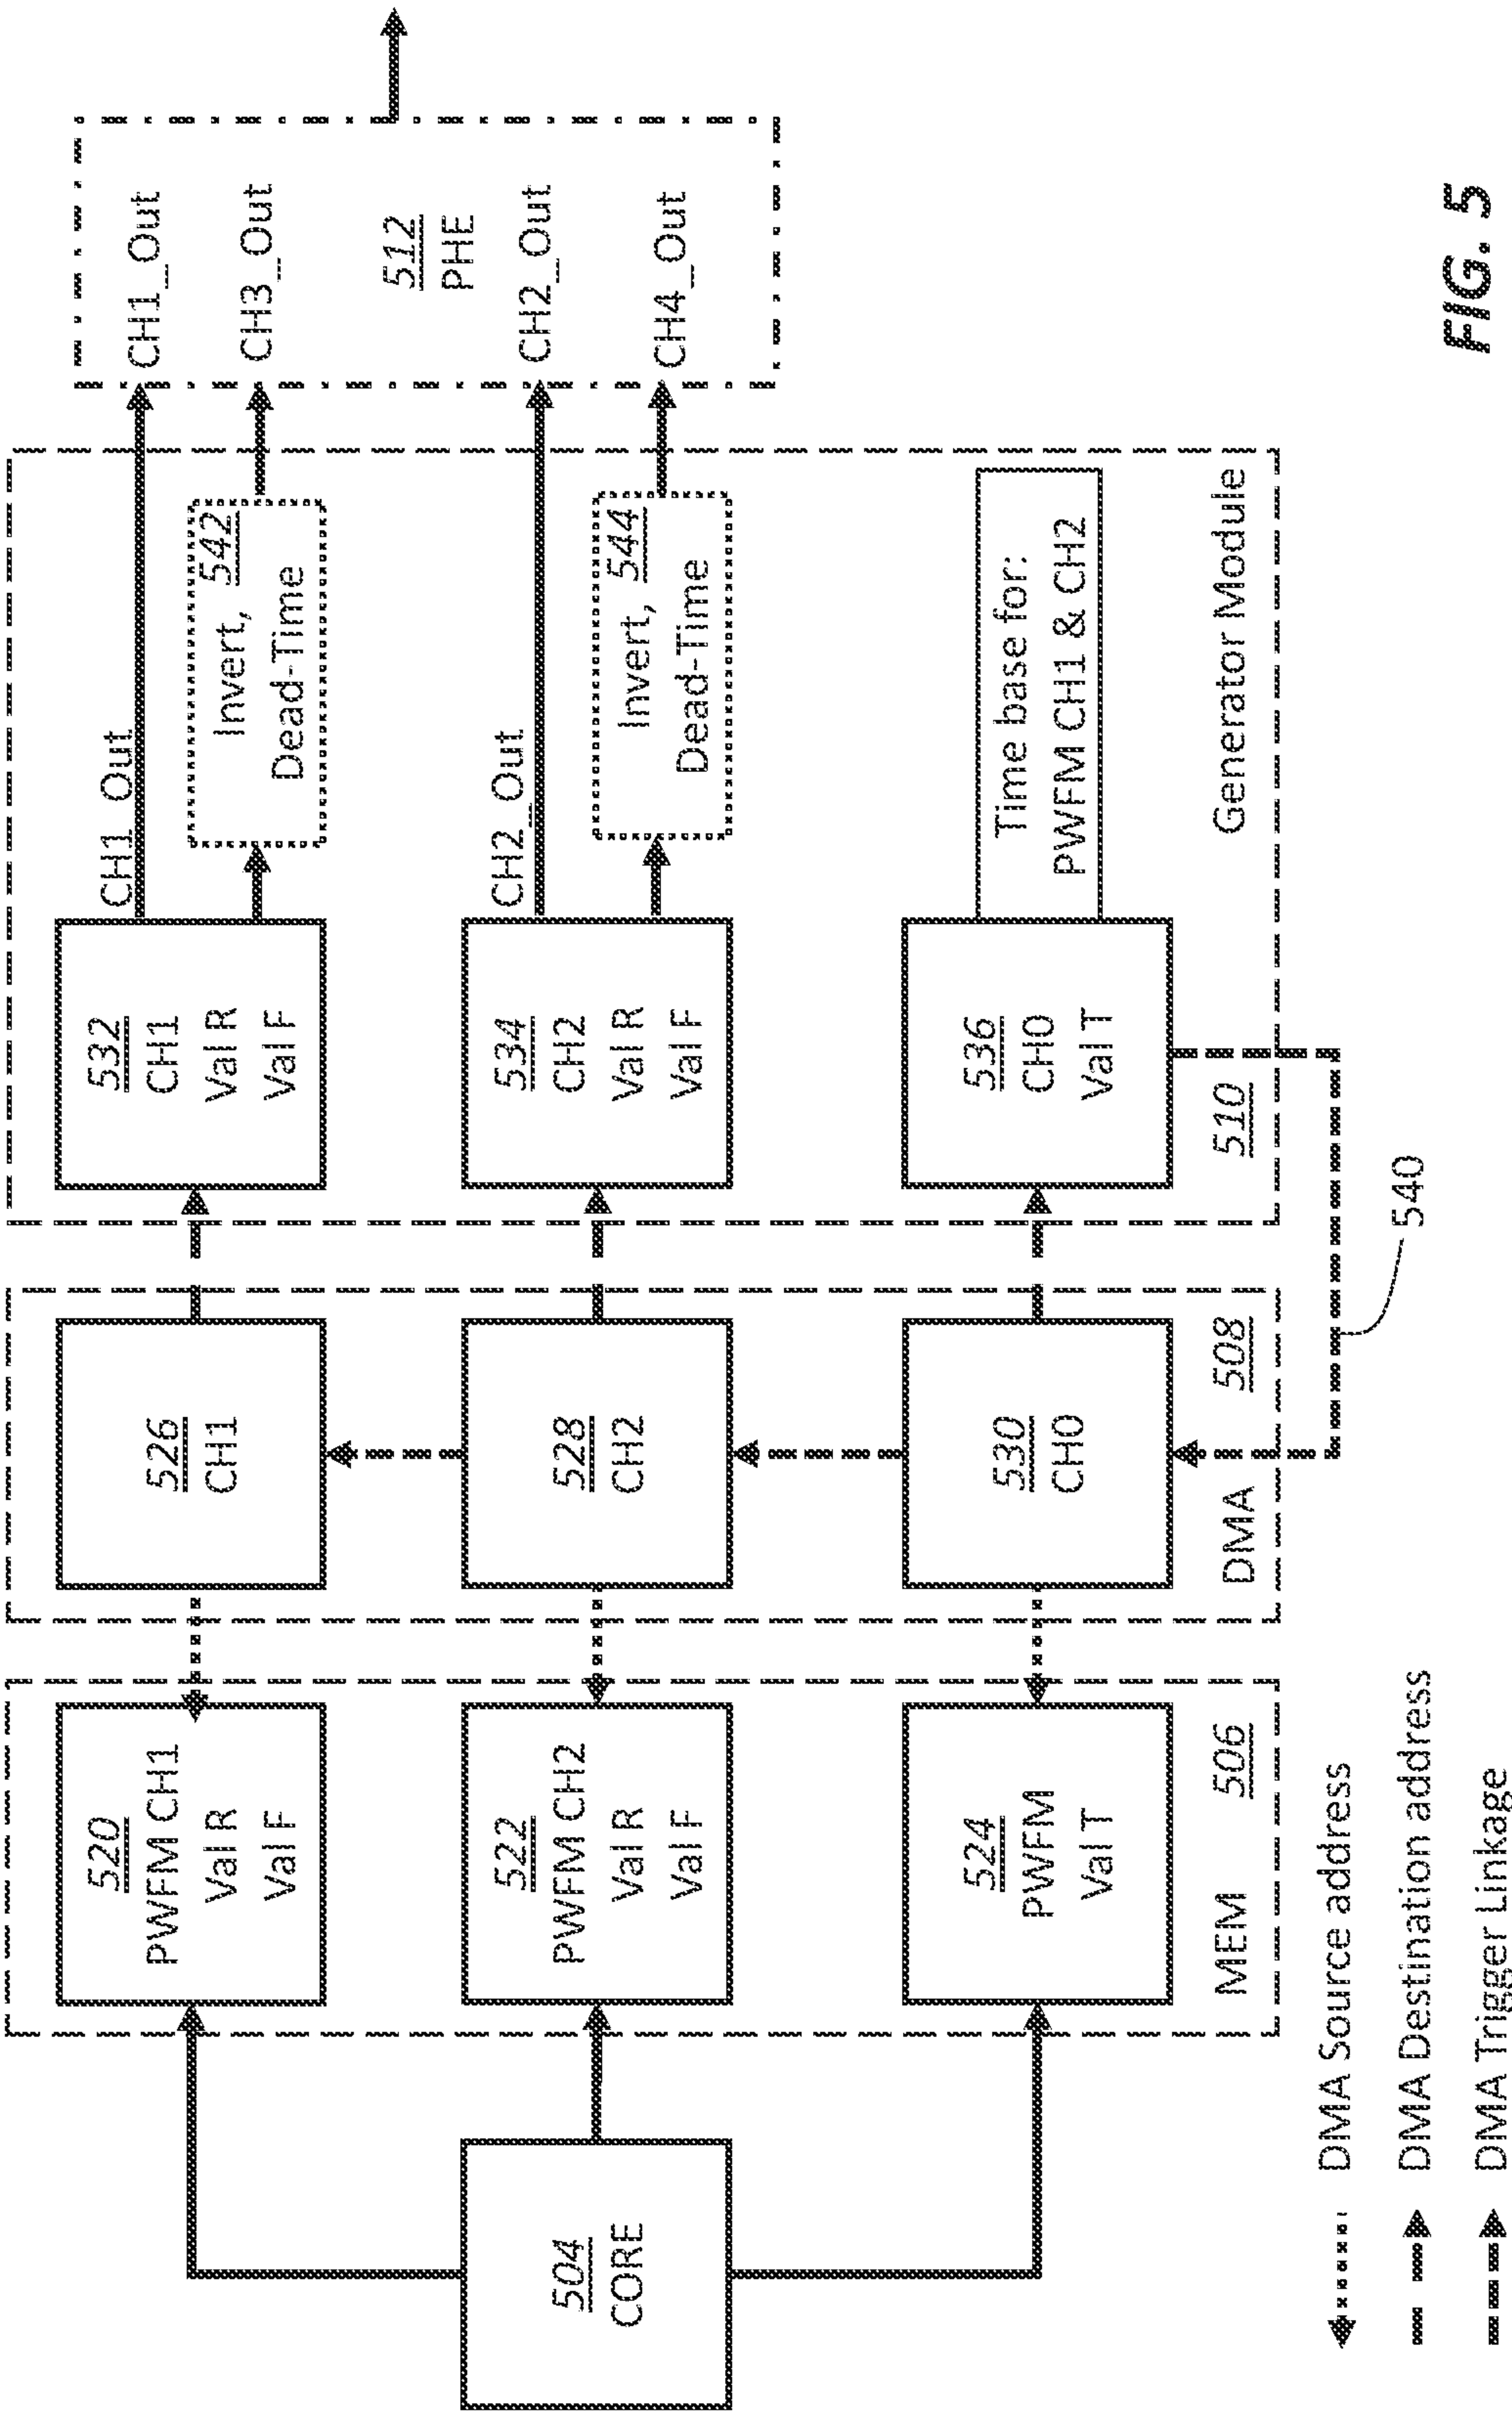 504
CORE
520
PWFM CH1
Val R
Val F
522
PWFM CH2
Val R
Val F
524
PWFM
Val T
MEM 506
526
CH1
528
CH2
530
CH0
DMA 508
532
CH1
Val R
Val F
534
CH2
Val R
Val F
536
CH0
Val T
510
CH1_Out
Invert, 542
Dead-Time
CH2_Out
Invert, 544
Dead-Time
Time base for:
PWFM CH1 & CH2
Generator Module
CH1_Out
CH3_Out
512
PHE
CH2_Out
CH4_Out
540
DMA Source address
DMA Destination address
DMA Trigger Linkage
FIG. 5